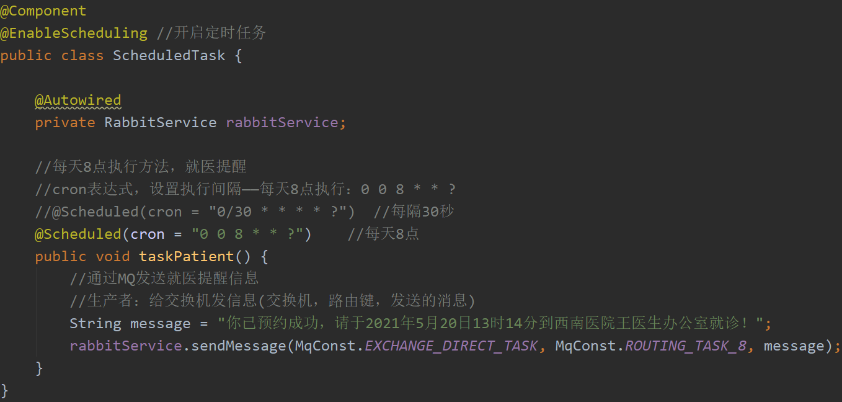 @Component
@EnableScheduling //开启定时任务
public class ScheduledTask {
@Autowired
private RabbitService rabbitService;
//每天8点执行方法，就医提醒
//cron表达式，设置执行间隔——每天8点执行：0 0 8 * * ?
//@Scheduled(cron = "0/30 * * * * ?")  //每隔30秒
@Scheduled(cron = "0 0 8 * * ?")    //每天8点
public void taskPatient() {
//通过MQ发送就医提醒信息
//生产者：给交换机发信息(交换机，路由键，发送的消息)
String message = "你已预约成功，请于2021年5月20日13时14分到西南医院王医生办公室就诊！";
rabbitService.sendMessage(MqConst.EXCHANGE_DIRECT_TASK, MqConst.ROUTING_TASK_8, message);
}
}